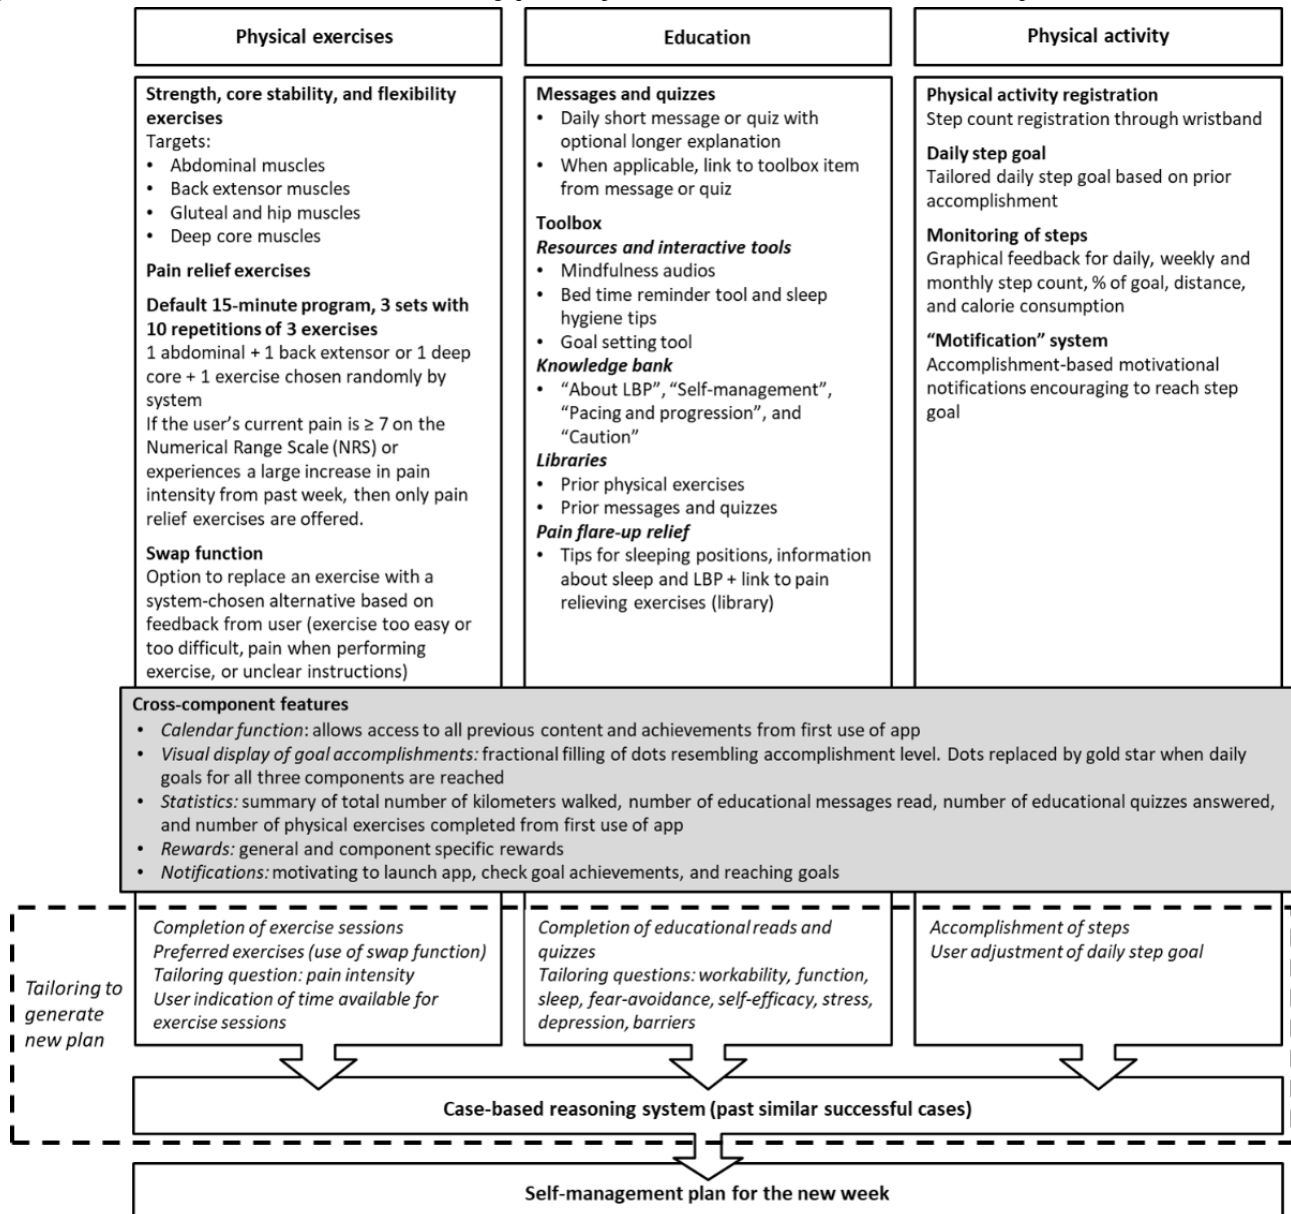 Physical exercises
Strength, core stability, and flexibility
exercises
Targets:
• Abdominal muscles
• Back extensor muscles
• Gluteal and hip muscles
• Deep core muscles
Pain relief exercises
Default 15-minute program, 3 sets with
10 repetitions of 3 exercises
1 abdominal + 1 back extensor or 1 deep
core + 1 exercise chosen randomly by
system
If the user's current pain is ≥ 7 on the
Numerical Range Scale (NRS) or
experiences a large increase in pain
intensity from past week, then only pain
relief exercises are offered.
Swap function
Option to replace an exercise with a
system-chosen alternative based on
feedback from user (exercise too easy or
too difficult, pain when performing
exercise, or unclear instructions)
Education
Messages and quizzes
• Daily short message or quiz with
optional longer explanation
• When applicable, link to toolbox item
from message or quiz
Toolbox
Resources and interactive tools
• Mindfulness audios
• Bed time reminder tool and sleep
hygiene tips
• Goal setting tool
Knowledge bank
• “About LBP”, “Self-management”,
“Pacing and progression”, and
“Caution”
Libraries
• Prior physical exercises
• Prior messages and quizzes
Pain flare-up relief
• Tips for sleeping positions, information
about sleep and LBP + link to pain
relieving exercises (library)
Physical activity
Physical activity registration
Step count registration through wristband
Daily step goal
Tailored daily step goal based on prior
accomplishment
Monitoring of steps
Graphical feedback for daily, weekly and
monthly step count, % of goal, distance,
and calorie consumption
“Motification” system
Accomplishment-based motivational
notifications encouraging to reach step
goal
Cross-component features
• Calendar function: allows access to all previous content and achievements from first use of app
• Visual display of goal accomplishments: fractional filling of dots resembling accomplishment level. Dots replaced by gold star when daily
goals for all three components are reached
• Statistics: summary of total number of kilometers walked, number of educational messages read, number of educational quizzes answered,
and number of physical exercises completed from first use of app
• Rewards: general and component specific rewards
• Notifications: motivating to launch app, check goal achievements, and reaching goals
Tailoring to
generate
new plan
Completion of exercise sessions
Preferred exercises (use of swap function)
Tailoring question: pain intensity
User indication of time available for
exercise sessions
Completion of educational reads and
quizzes
Tailoring questions: workability, function,
sleep, fear-avoidance, self-efficacy, stress,
depression, barriers
Accomplishment of steps
User adjustment of daily step goal
Case-based reasoning system (past similar successful cases)
Self-management plan for the new week